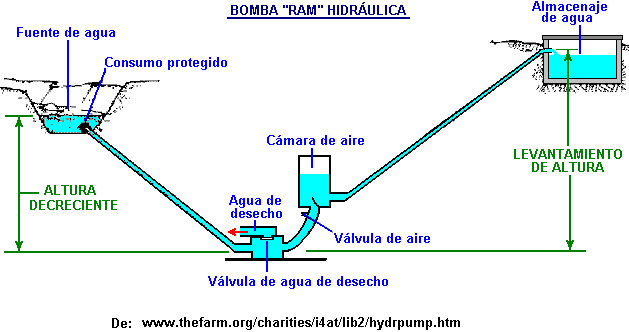 BOMBA "RAM" HIDRÁULICA
Almacenaje
de agua
Fuente de agua
Consumo protegido
Cámara de aire
LEVANTAMIENTO
DE ALTURA
ALTURA
DECRECIENTE
Agua de
desecho
Válvula de aire
Válvula de agua de desecho
De: www.thefarm.org/charities/i4at/lib2/hydrpump.htm